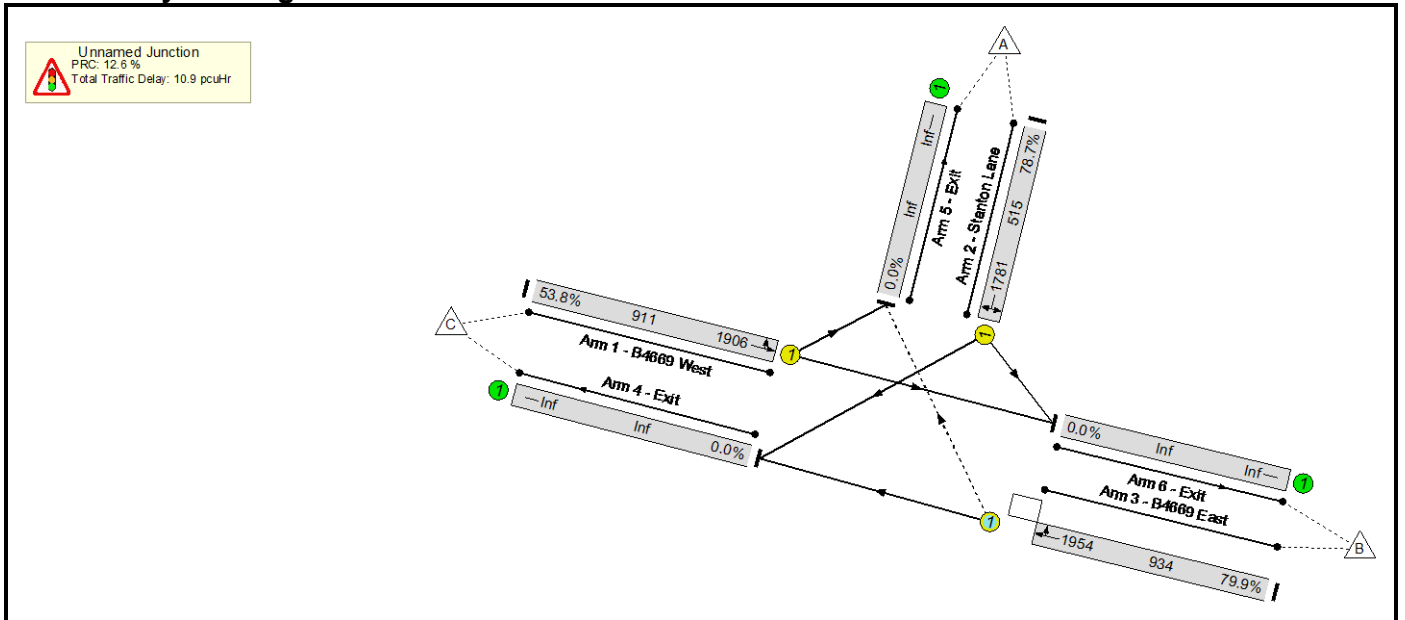 Unnamed Junction
PRC: 12.6 %
Total Traffic Delay: 10.9 pcuHr
A
1
Inf
Inf
0.0%
Arm 5 - Exit
Arm 2 - Stanton Lane
78.7%
515
1781
1
C
53.8%
911
1906
1
Arm 1 - B4669 West
Arm 4 - Exit
1
Inf
Inf
0.0%
0.0%
Inf
Inf
1
Arm 6 - Exit
Arm 3 - B4669 East
1
1954
934
79.9%
B